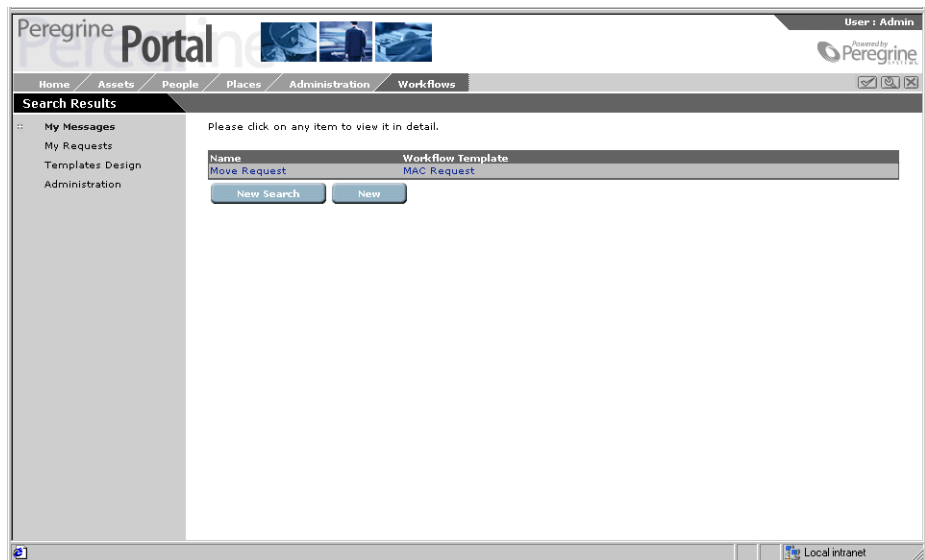 Peregrine Portal
User : Admin
Powered by
Peregrine
SYSTEMS
Home Assets People Places Administration Workflows
Search Results
My Messages
My Requests
Templates Design
Administration
Please click on any item to view it in detail.
Name Workflow Template
Move Request MAC Request
New Search New
Local intranet